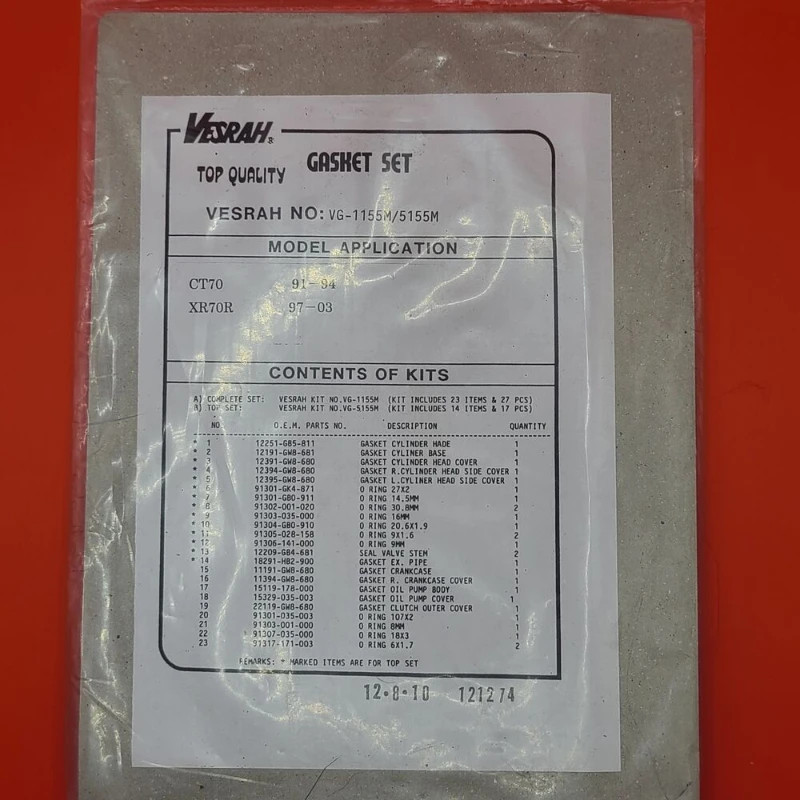 VESRAH®
TOP QUALITY GASKET SET
VESRAH NO: VG-1155M/5155M
MODEL APPLICATION
CT70 91-94
XR70R 97-03
CONTENTS OF KITS
A) COMPLETE SET: VESRAH KIT NO.VG-1155M (KIT INCLUDES 23 ITEMS & 27 PCS)
B) TOP SET: VESRAH KIT NO.VG-5155M (KIT INCLUDES 14 ITEMS & 17 PCS)
NO. O.E.M. PARTS NO. DESCRIPTION QUANTITY
* 1 12251-GB5-811 GASKET CYLINDER HADE 1
* 2 12191-GW8-681 GASKET CYLINER BASE 1
* 3 12391-GW8-680 GASKET CYLINDER HEAD COVER 1
* 4 12394-GW8-680 GASKET R.CYLINDER HEAD SIDE COVER 1
* 5 12395-GW8-680 GASKET L.CYLINER HEAD SIDE COVER 1
* 6 91301-GK4-871 O RING 27X2 1
* 7 91301-GB0-911 O RING 14.5MM 1
* 8 91302-001-020 O RING 30.8MM 2
* 9 91303-035-000 O RING 16MM 1
* 10 91304-GB0-910 O RING 20.6X1.9 1
* 11 91305-028-158 O RING 9X1.6 2
* 12 91306-141-000 O RING 9MM 1
* 13 12209-GB4-681 SEAL VALVE STEM 2
* 14 18291-HB2-900 GASKET EX. PIPE 1
15 11191-GW8-680 GASKET CRANKCASE 1
16 11394-GW8-680 GASKET R. CRANKCASE COVER 1
17 15119-178-000 GASKET OIL PUMP BODY 1
18 15329-035-003 GASKET OIL PUMP COVER 1
19 22119-GW8-680 GASKET CLUTCH OUTER COVER 1
20 91301-035-003 O RING 107X2 1
21 91303-001-000 O RING 8MM 1
22 91307-035-000 O RING 18X3 1
23 91317-171-003 O RING 6X1.7 2
REMARKS: * MARKED ITEMS ARE FOR TOP SET
12•8•10 121274